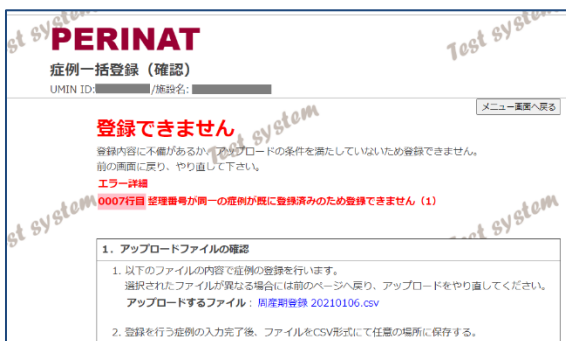 PERINAT
症例一括登録（確認）
UMIN ID: /施設名:
メニュー画面へ戻る
登録できません
登録内容に不備があるか、アップロードの条件を満たしていないため登録できません。
前の画面に戻り、やり直して下さい。
エラー詳細
0007行目 整理番号が同一の症例が既に登録済みのため登録できません（1）
1. アップロードファイルの確認
1. 以下のファイルの内容で症例の登録を行います。
選択されたファイルが異なる場合には前のページへ戻り、アップロードをやり直してください。
アップロードするファイル： 周産期登録 20210106.csv
2. 登録を行う症例の入力完了後、ファイルをCSV形式にて任意の場所に保存する。
st system
Test system
Test system
st system
st system